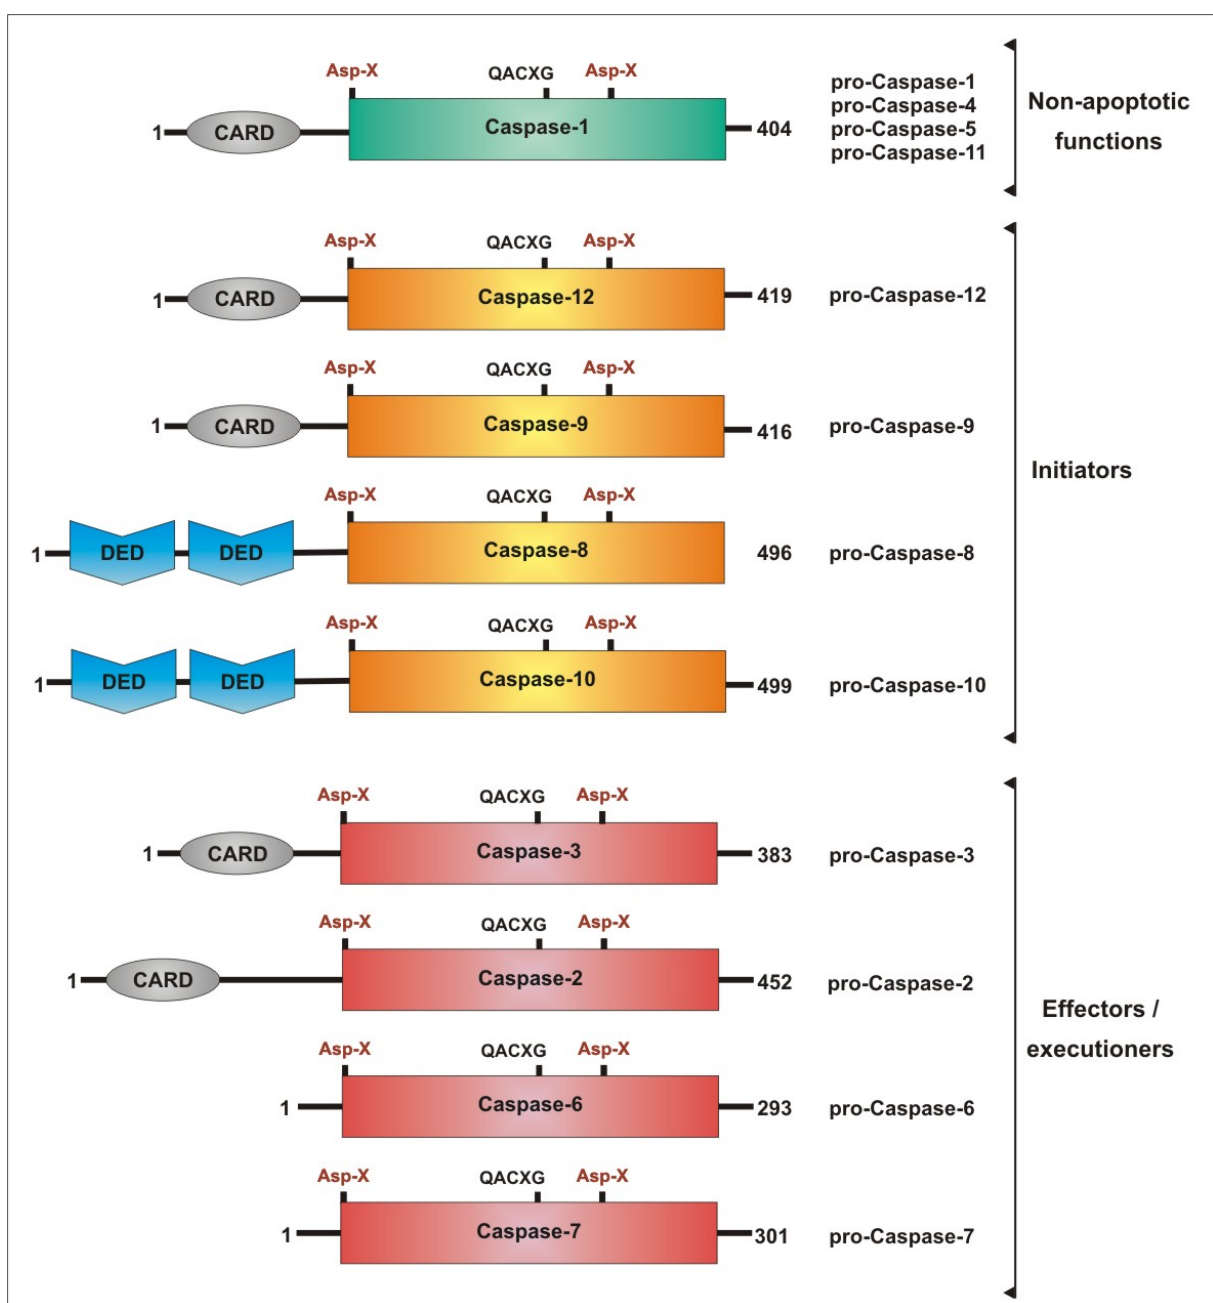 Asp-X QACXG Asp-X
1 CARD Caspase-1 404
pro-Caspase-1
pro-Caspase-4
pro-Caspase-5
pro-Caspase-11
Non-apoptotic
functions
Asp-X QACXG Asp-X
1 CARD Caspase-12 419 pro-Caspase-12
Asp-X QACXG Asp-X
1 CARD Caspase-9 416 pro-Caspase-9
Initiators
Asp-X QACXG Asp-X
1 DED DED Caspase-8 496 pro-Caspase-8
Asp-X QACXG Asp-X
1 DED DED Caspase-10 499 pro-Caspase-10
Asp-X QACXG Asp-X
1 CARD Caspase-3 383 pro-Caspase-3
Asp-X QACXG Asp-X
1 CARD Caspase-2 452 pro-Caspase-2
Effectors /
executioners
Asp-X QACXG Asp-X
1 Caspase-6 293 pro-Caspase-6
Asp-X QACXG Asp-X
1 Caspase-7 301 pro-Caspase-7